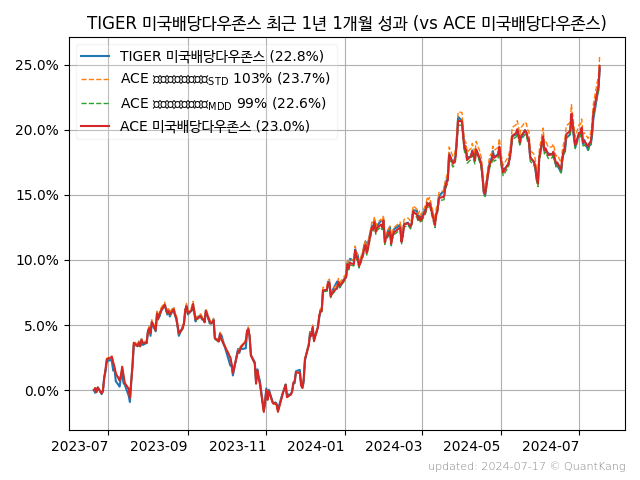 TIGER 미국배당다우존스 최근 1년 1개월 성과 (vs ACE 미국배당다우존스)
TIGER 미국배당다우존스 (22.8%)
ACE STD 103% (23.7%)
ACE MDD 99% (22.6%)
ACE 미국배당다우존스 (23.0%)
25.0%
20.0%
15.0%
10.0%
5.0%
0.0%
2023-07 2023-09 2023-11 2024-01 2024-03 2024-05 2024-07
updated: 2024-07-17 © QuantKang